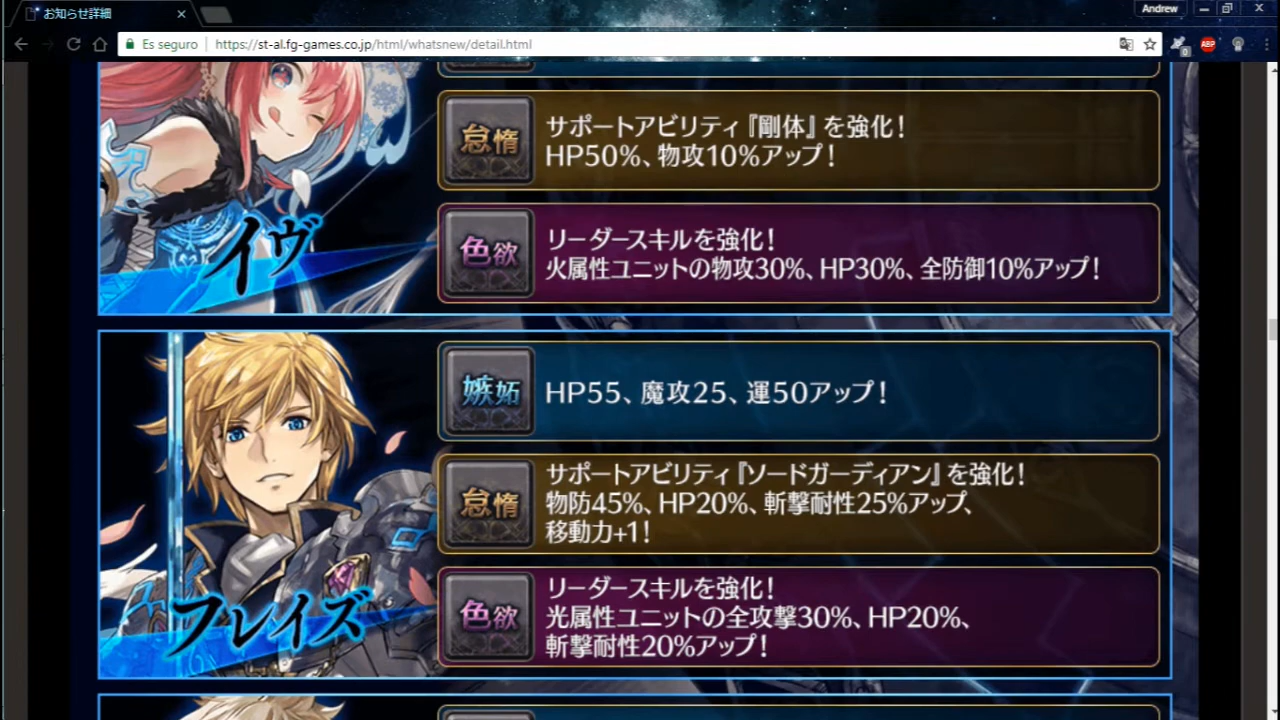 お知らせ詳細
Andrew
Es seguro
https://st-al.fg-games.co.jp/html/whatsnew/detail.html
0
ABP
怠惰
サポートアビリティ『剛体』を強化!
HP50%、物攻10%アップ!
色欲
リーダースキルを強化!
火属性ユニットの物攻30%、HP30%、全防御10%アップ!
イヴ
嫉妬
HP55、魔攻25、運50アップ!
怠惰
サポートアビリティ『ソードガーディアン』を強化!
物防45%、HP20%、斬撃耐性25%アップ、
移動力+1!
色欲
リーダースキルを強化!
光属性ユニットの全攻撃30%、HP20%、
斬撃耐性20%アップ!
フレイズ